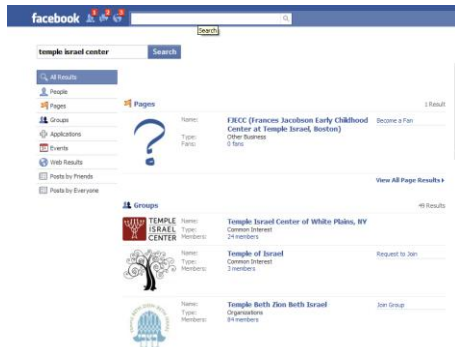 facebook
Search
temple israel center Search
All Results
People
Pages
Groups
Applications
Events
Web Results
Posts by Friends
Posts by Everyone
Pages 1 Result
Name: FJECC (Frances Jacobson Early Childhood Center at Temple Israel, Boston) Become a Fan
Type: Other Business
Fans: 0 fans
View All Page Results
Groups 49 Results
TEMPLE ISRAEL CENTER
Name: Temple Israel Center of White Plains, NY
Type: Common Interest
Members: 24 members
Name: Temple of Israel Request to Join
Type: Common Interest
Members: 3 members
Name: Temple Beth Zion Beth Israel Join Group
Type: Organizations
Members: 84 members